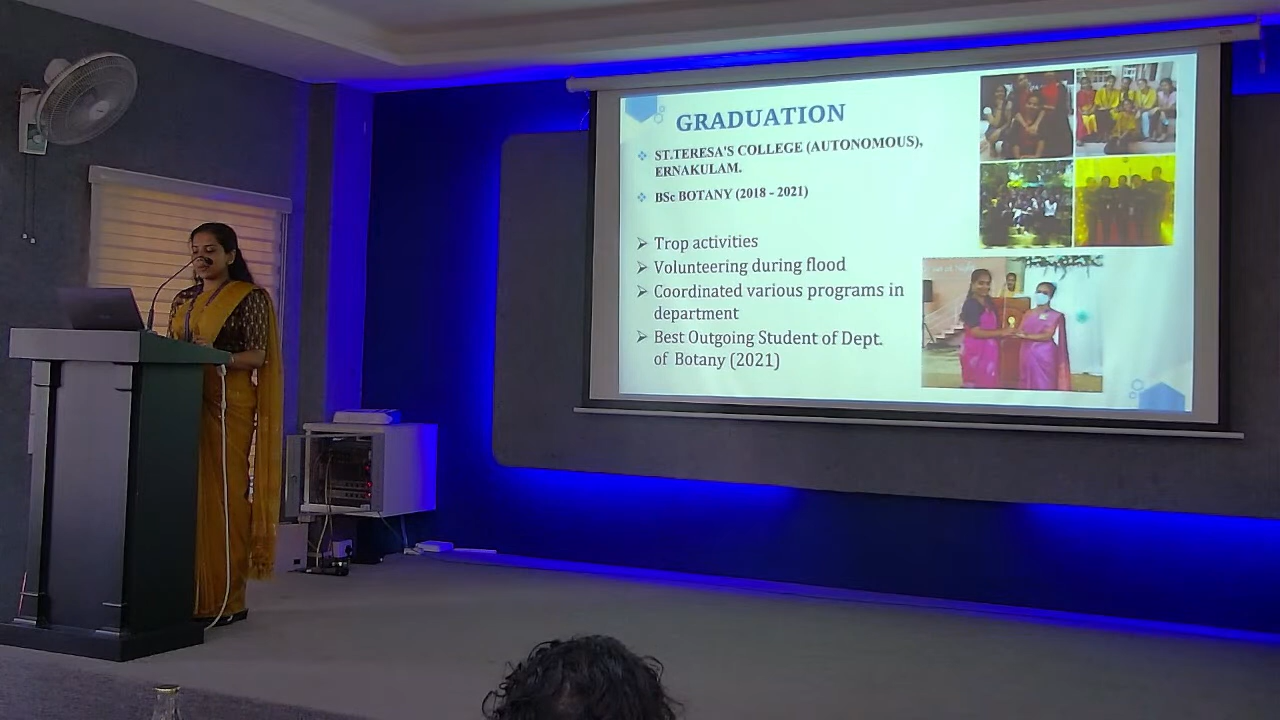 GRADUATION
ST.TERESA'S COLLEGE (AUTONOMOUS),
ERNAKULAM.
BSc BOTANY (2018 - 2021)
Trop activities
Volunteering during flood
Coordinated various programs in
department
Best Outgoing Student of Dept.
of Botany (2021)